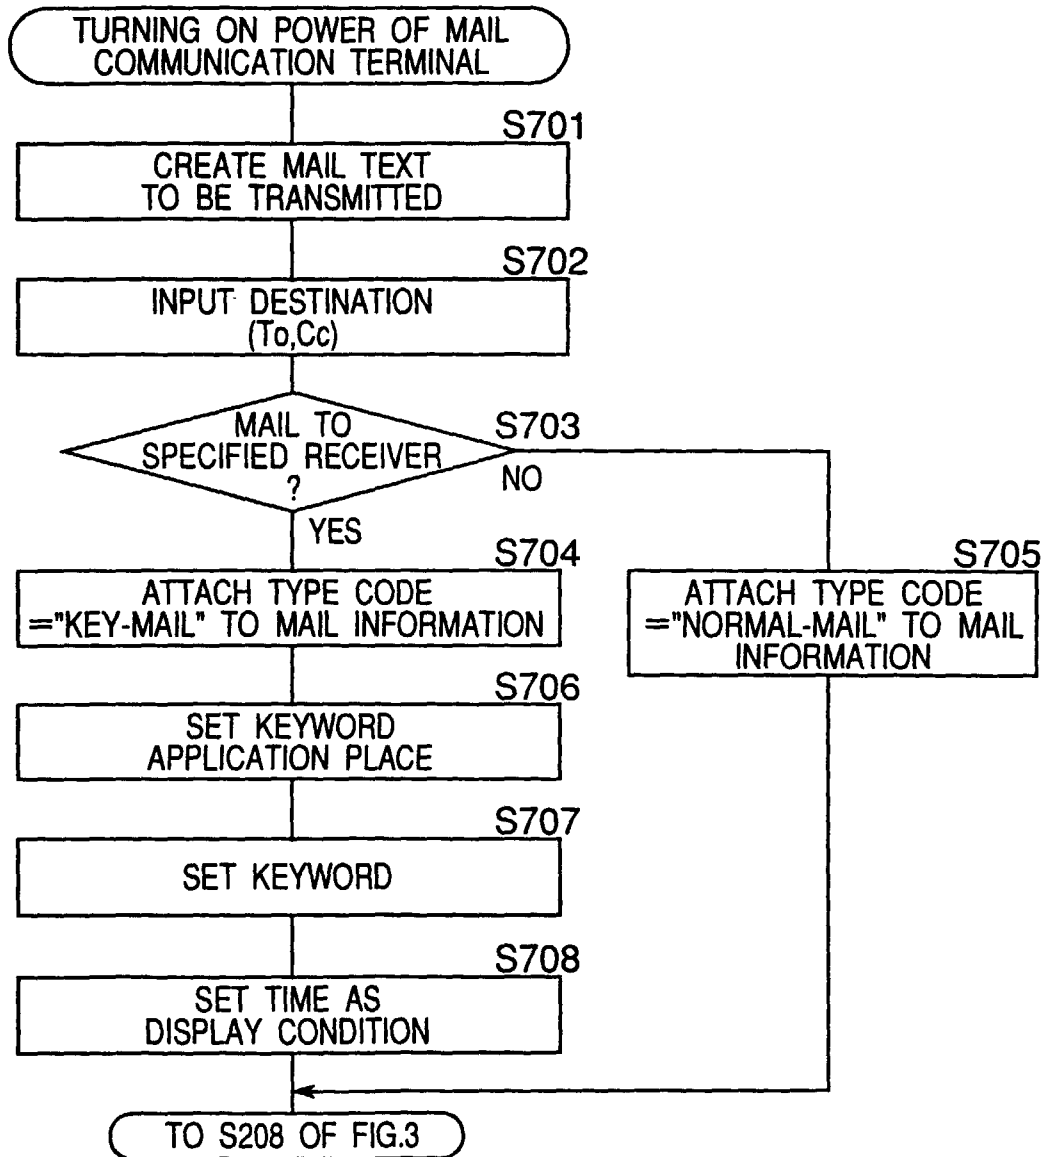 TURNING ON POWER OF MAIL
COMMUNICATION TERMINAL
S701
CREATE MAIL TEXT
TO BE TRANSMITTED
S702
INPUT DESTINATION
(To,Cc)
S703
MAIL TO
SPECIFIED RECEIVER
?
NO
YES
S704
ATTACH TYPE CODE
="KEY-MAIL" TO MAIL INFORMATION
S705
ATTACH TYPE CODE
="NORMAL-MAIL" TO MAIL
INFORMATION
S706
SET KEYWORD
APPLICATION PLACE
S707
SET KEYWORD
S708
SET TIME AS
DISPLAY CONDITION
TO S208 OF FIG.3